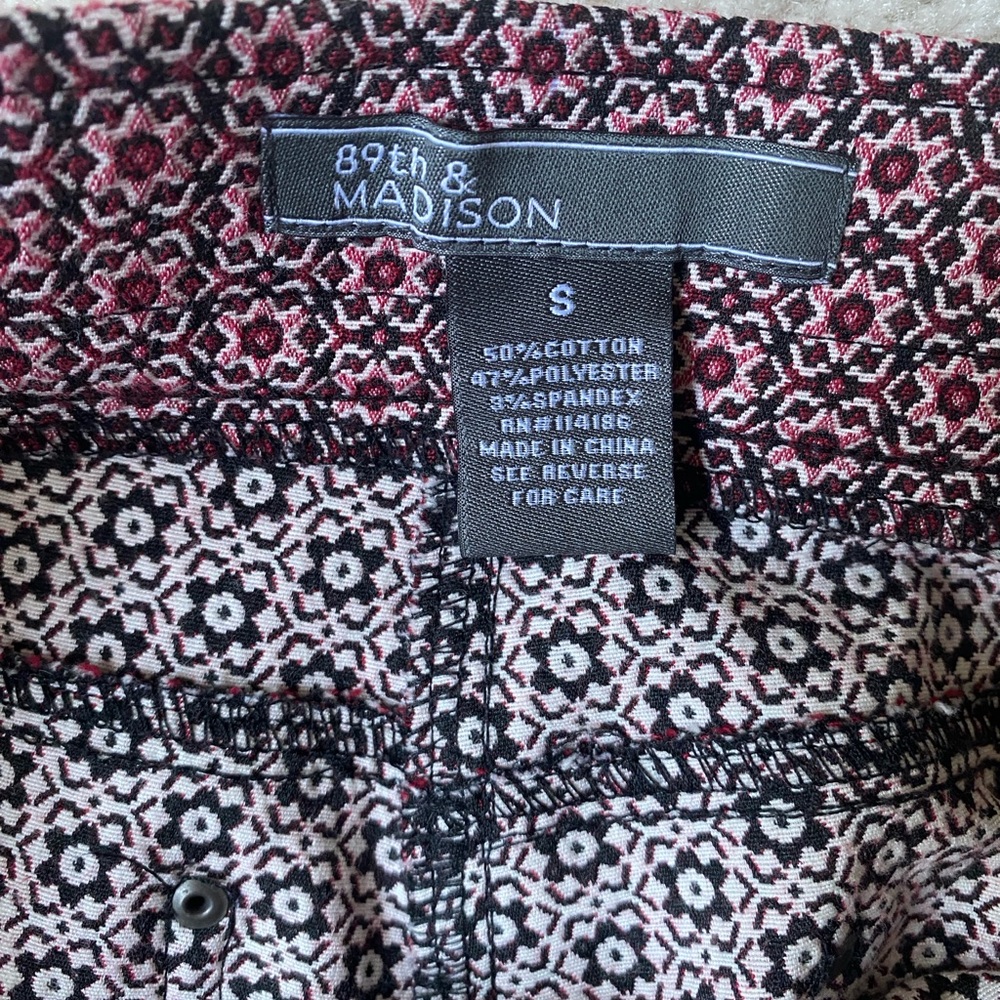 89th &
MADISON
S
50%COTTON
47%POLYESTER
3%SPANDEX
RN#114186
MADE IN CHINA
SEE REVERSE
FOR CARE